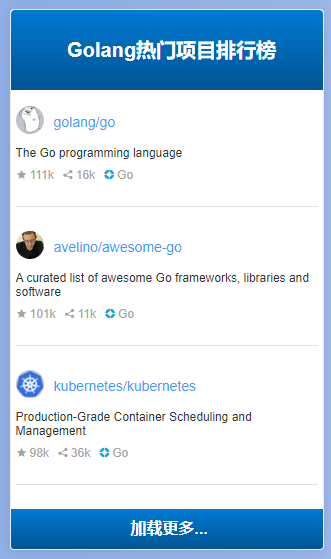 Golang热门项目排行榜
golang/go
The Go programming language
111k 16k Go
avelino/awesome-go
A curated list of awesome Go frameworks, libraries and
software
101k 11k Go
kubernetes/kubernetes
Production-Grade Container Scheduling and
Management
98k 36k Go
加载更多...